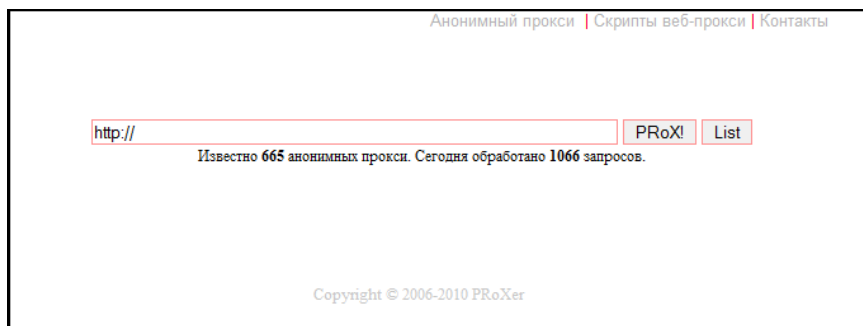 Анонимный прокси | Скрипты веб-прокси | Контакты
http:// PRoX! List
Известно 665 анонимных прокси. Сегодня обработано 1066 запросов.
Copyright © 2006-2010 PRoXer